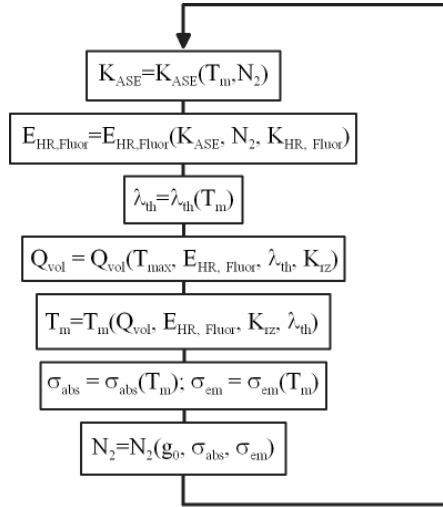 K_ASE=K_ASE(T_m,N_2)
E_HR,Fluor=E_HR,Fluor(K_ASE, N_2, K_HR, Fluor)
λ_th=λ_th(T_m)
Q_vol = Q_vol(T_max, E_HR, Fluor, λ_th, K_rz)
T_m=T_m(Q_vol, E_HR, Fluor, K_rz, λ_th)
σ_abs = σ_abs(T_m); σ_em = σ_em(T_m)
N_2=N_2(g_0, σ_abs, σ_em)